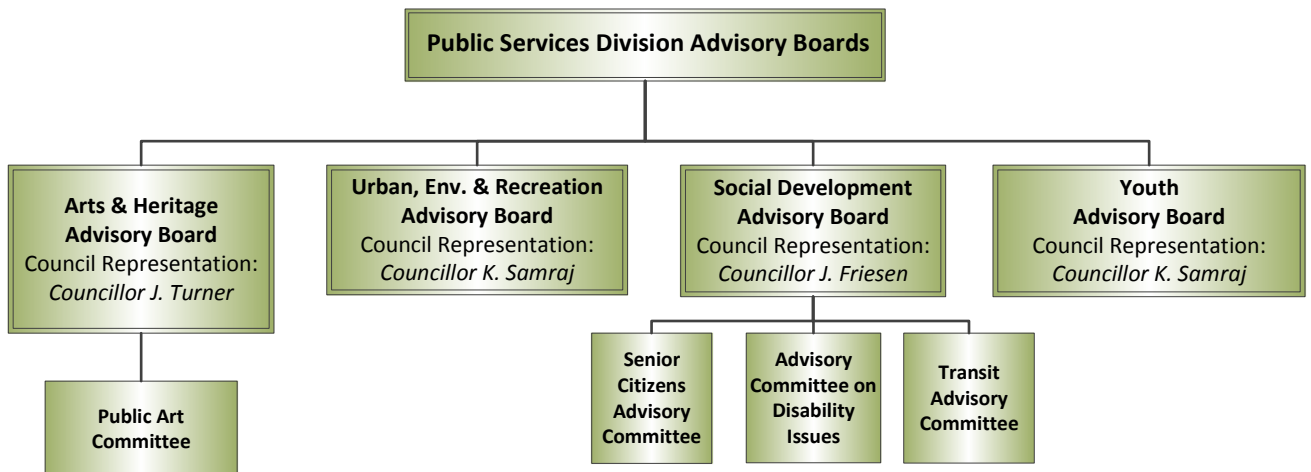 Public Services Division Advisory Boards
Arts & Heritage
Advisory Board
Council Representation:
Councillor J. Turner
Urban, Env. & Recreation
Advisory Board
Council Representation:
Councillor K. Samraj
Social Development
Advisory Board
Council Representation:
Councillor J. Friesen
Youth
Advisory Board
Council Representation:
Councillor K. Samraj
Public Art
Committee
Senior
Citizens
Advisory
Committee
Advisory
Committee on
Disability
Issues
Transit
Advisory
Committee